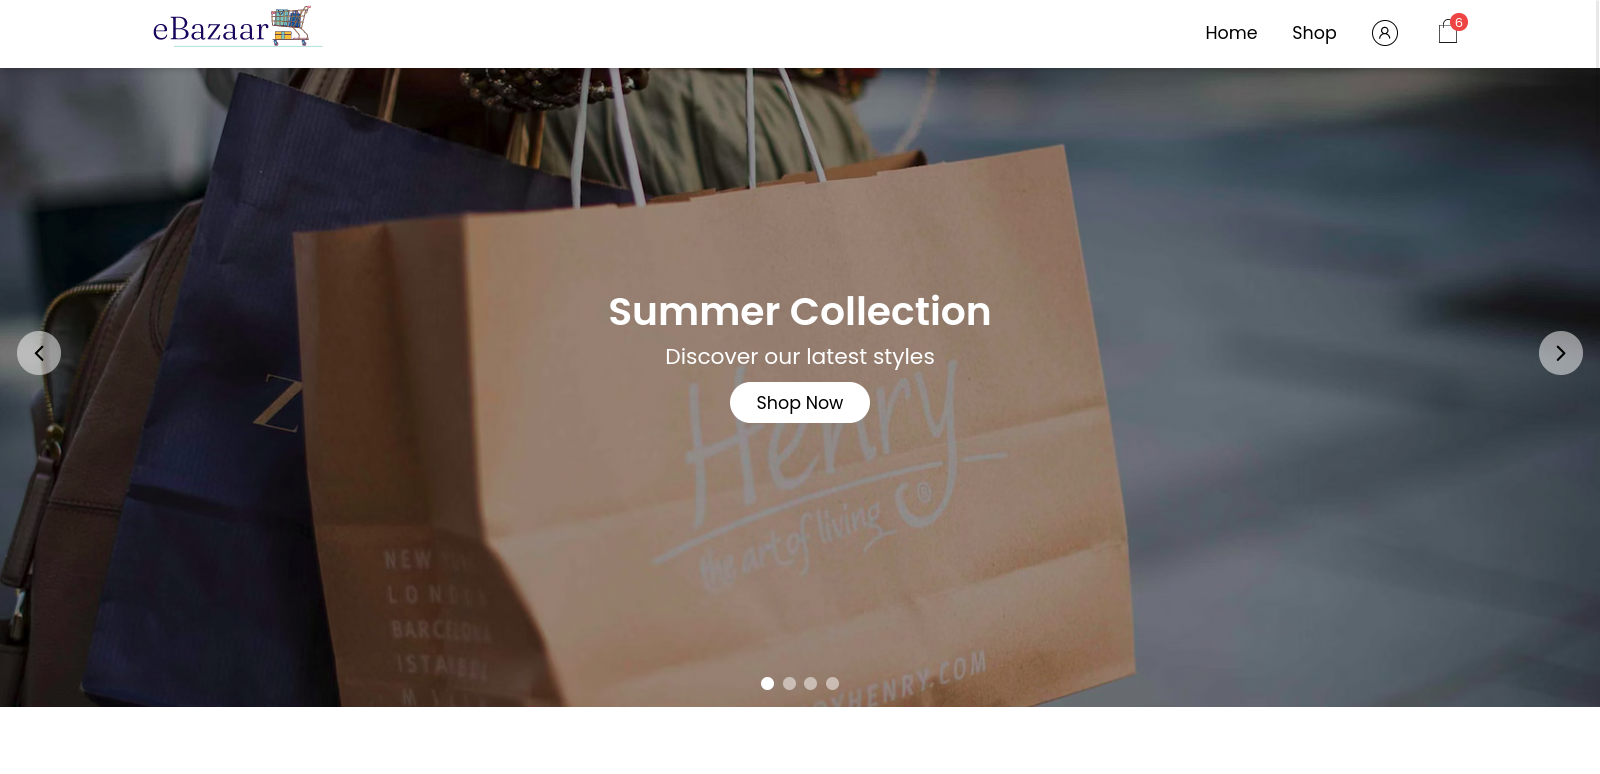 eBazaar
Home
Shop
6
Summer Collection
Discover our latest styles
Shop Now
Z
Henry
the art of living
NEW
LONDON
BARCELONA
ISTANBUL
HENRY.COM